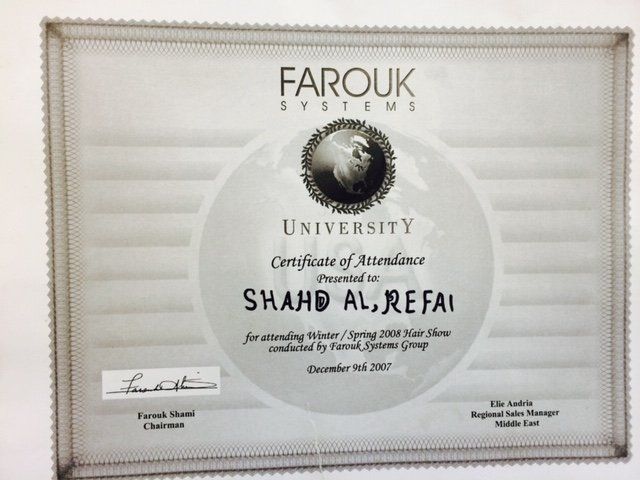 FAROUK
SYSTEMS
UNIVERSITY
USA
Certificate of Attendance
Presented to:
SHAHD AL, REFAI
for attending Winter / Spring 2008 Hair Show
conducted by Farouk Systems Group
December 9th 2007
Farouk Shami
Chairman
Elie Andria
Regional Sales Manager
Middle East